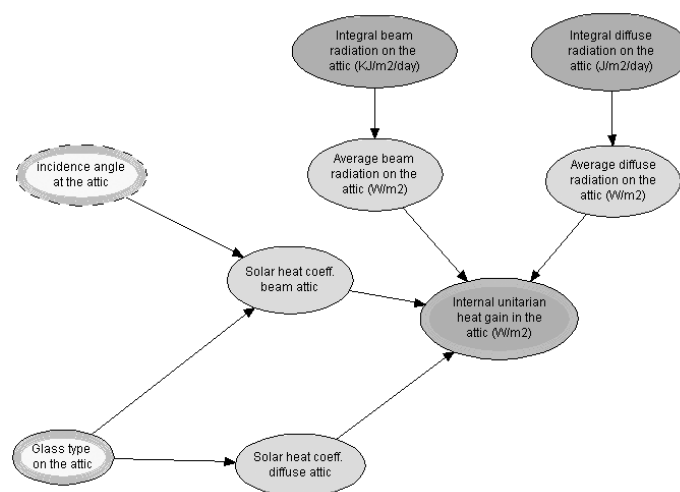 Integral beam
radiation on the
attic (KJ/m2/day)
Integral diffuse
radiation on the
attic (J/m2/day)
incidence angle
at the attic
Average beam
radiation on the
attic (W/m2)
Average diffuse
radiation on the
attic (W/m2)
Solar heat coeff.
beam attic
Internal unitarian
heat gain in the
attic (W/m2)
Glass type
on the attic
Solar heat coeff.
diffuse attic